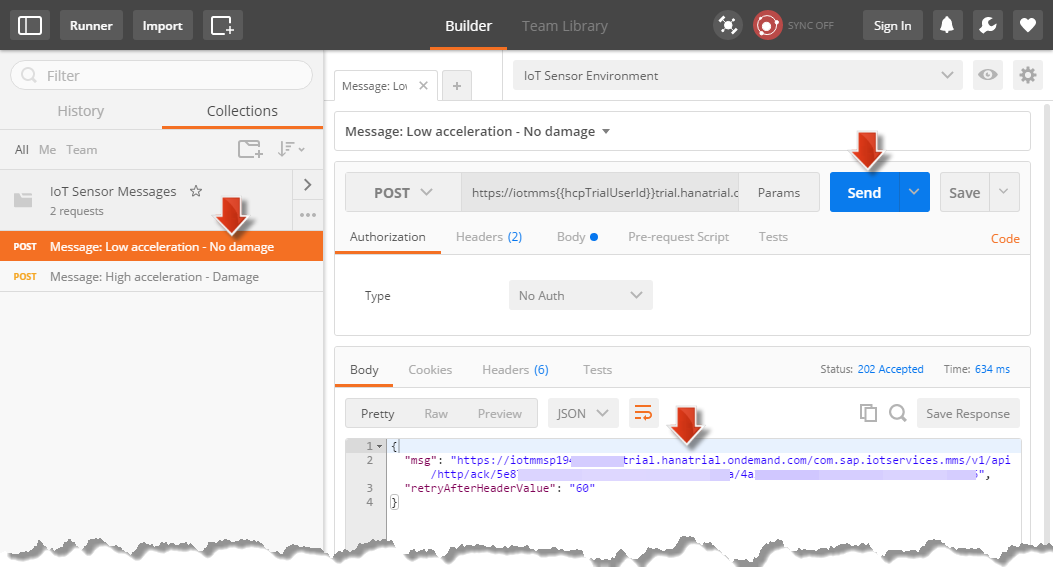 Runner
Import
Builder
Team Library
SYNC OFF
Sign In
Filter
History
Collections
All Me Team
IoT Sensor Messages
2 requests
POST Message: Low acceleration - No damage
POST Message: High acceleration - Damage
Message: Lo
IoT Sensor Environment
Message: Low acceleration - No damage
POST
https://iotmms{{hcpTrialUserId}}trial.hanatrial.c
Params
Send
Save
Authorization
Headers (2)
Body
Pre-request Script
Tests
Code
Type
No Auth
Body
Cookies
Headers (6)
Tests
Status: 202 Accepted
Time: 634 ms
Pretty
Raw
Preview
JSON
Save Response
1 {
2 "msg": "https://iotmmsp194 trial.hanatrial.ondemand.com/com.sap.iotservices.mms/v1/api
/http/ack/5e8 a/4a ",
3 "retryAfterHeaderValue": "60"
4 }